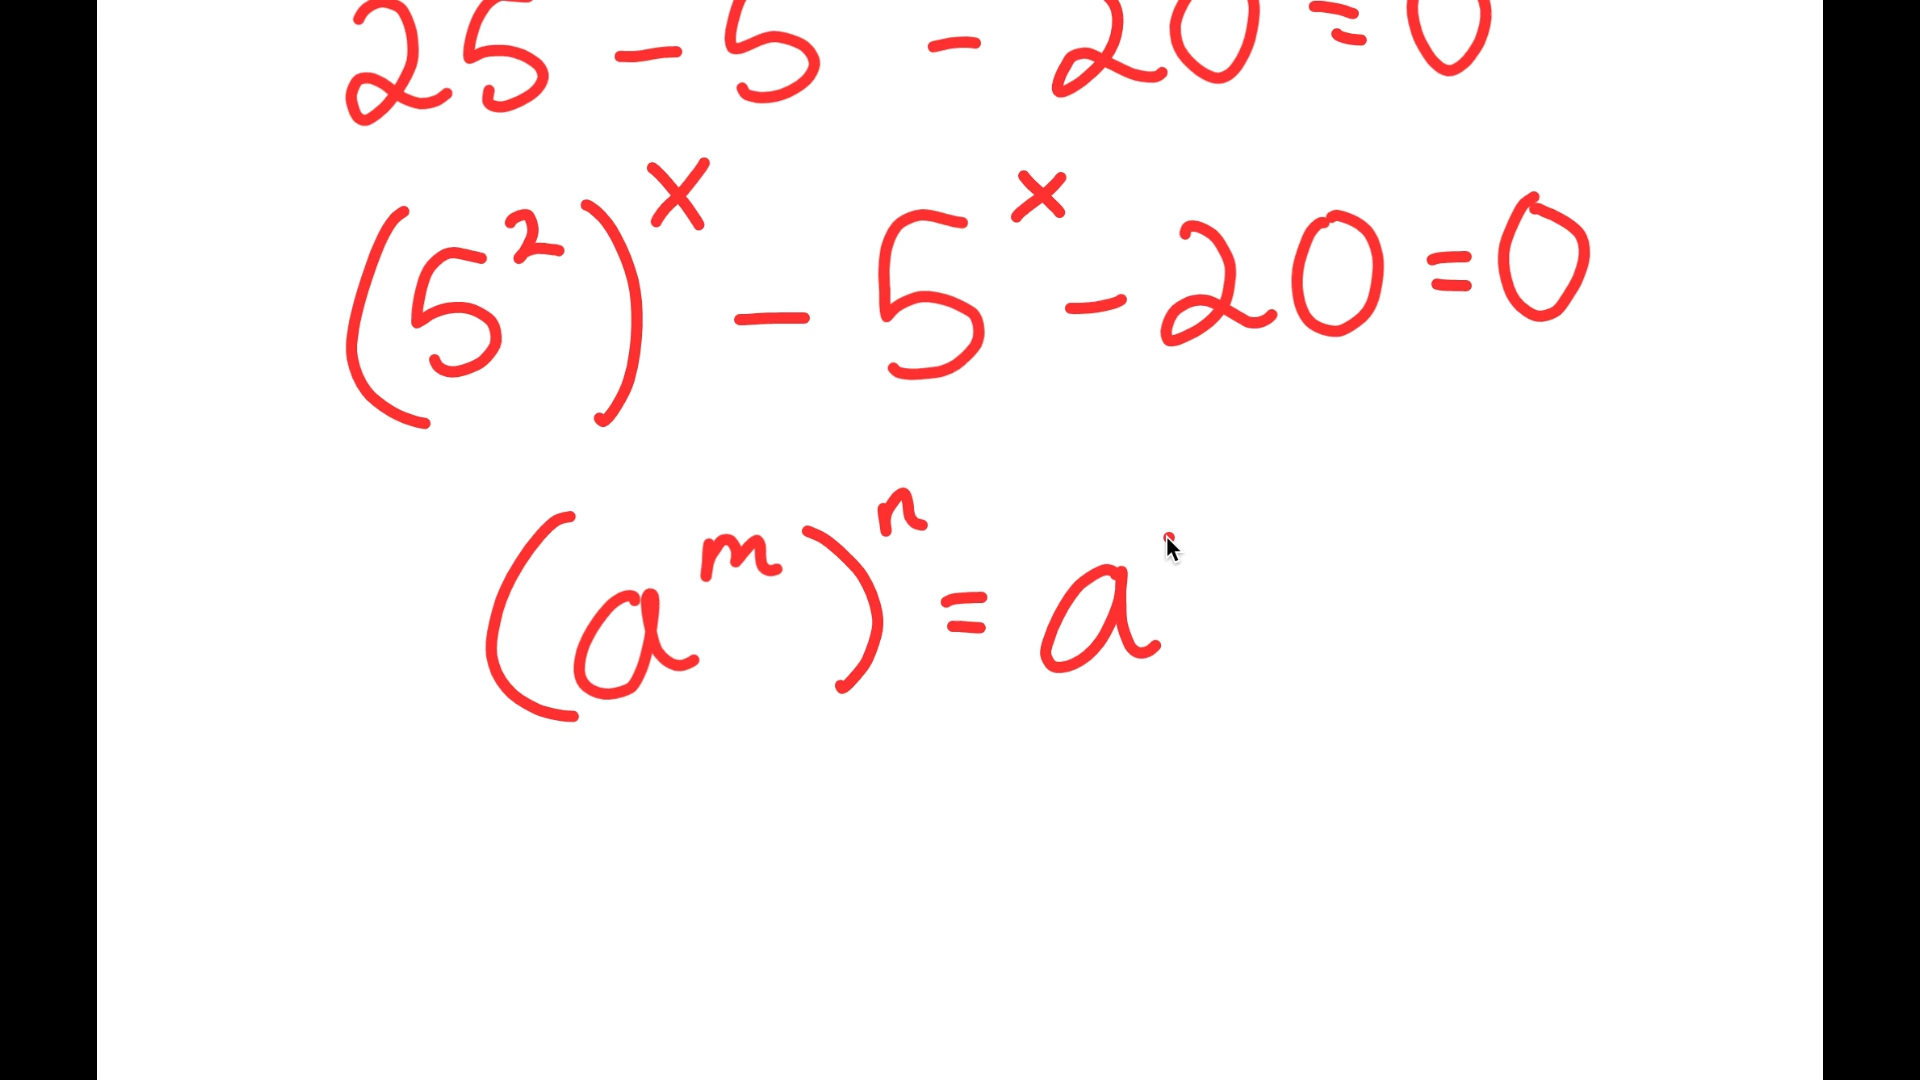 25 - 5 - 20 = 0
(5²)ˣ - 5ˣ - 20 = 0
(aᵐ)ⁿ = a